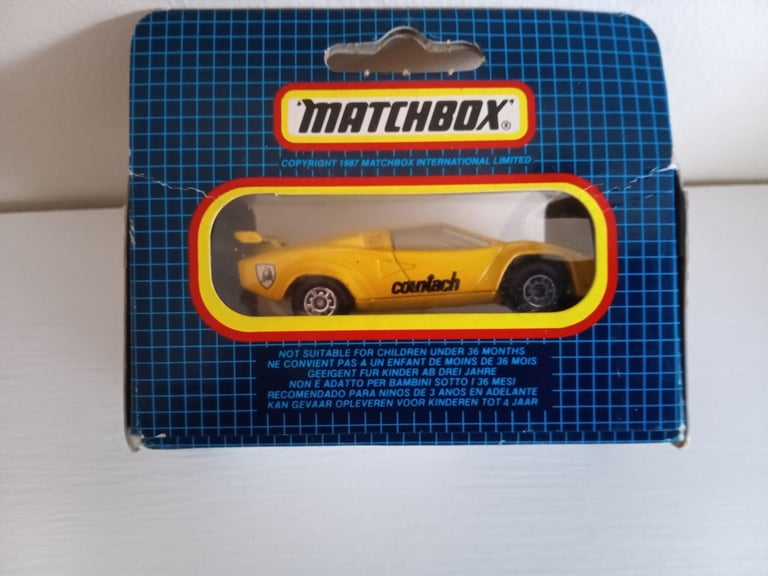 'MATCHBOX'®
COPYRIGHT 1987 MATCHBOX INTERNATIONAL LIMITED
countach
NOT SUITABLE FOR CHILDREN UNDER 36 MONTHS
NE CONVIENT PAS A UN ENFANT DE MOINS DE 36 MOIS
GEEIGENT FUR KINDER AB DREI JAHRE
NON É ADATTO PER BAMBINI SOTTO I 36 MESI
RECOMENDADO PARA NINOS DE 3 ANOS EN ADELANTE
KAN GEVAAR OPLEVEREN VOOR KINDEREN TOT 4 JAAR